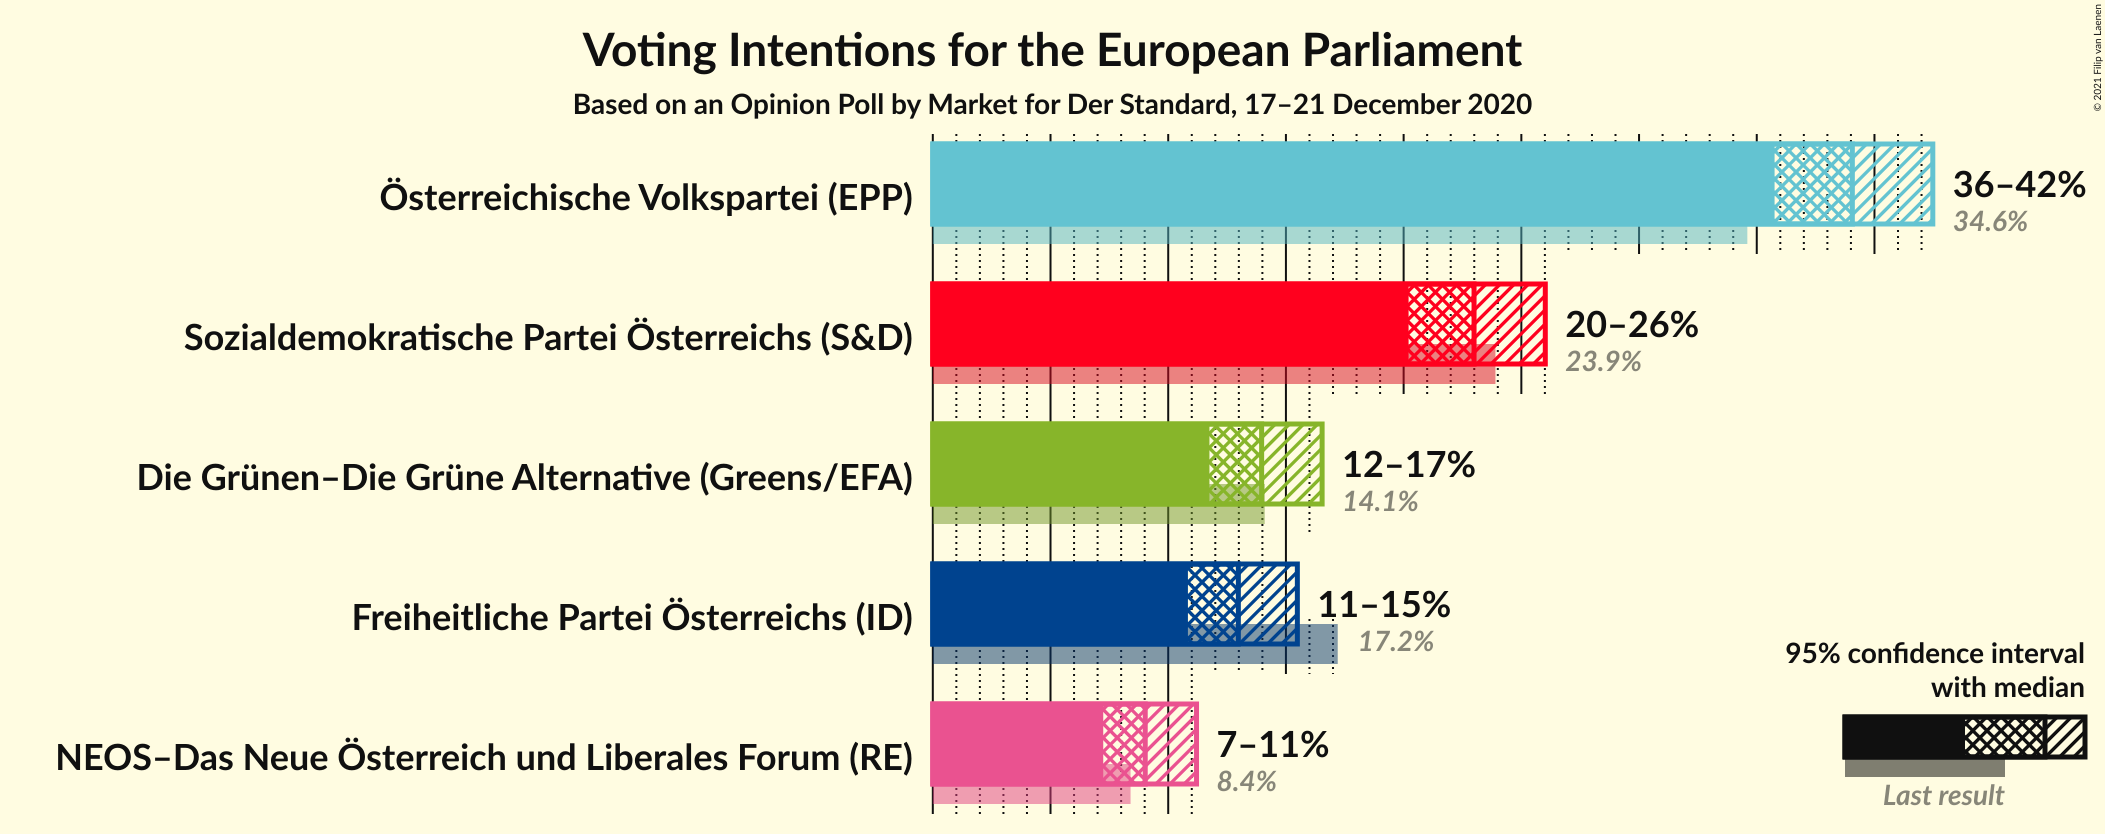 Voting Intentions for the European Parliament
Based on an Opinion Poll by Market for Der Standard, 17–21 December 2020
© 2021 Filip van Laenen
Österreichische Volkspartei (EPP)
36–42%
34.6%
Sozialdemokratische Partei Österreichs (S&D)
20–26%
23.9%
Die Grünen–Die Grüne Alternative (Greens/EFA)
12–17%
14.1%
Freiheitliche Partei Österreichs (ID)
11–15%
17.2%
NEOS–Das Neue Österreich und Liberales Forum (RE)
7–11%
8.4%
95% confidence interval
with median
Last result